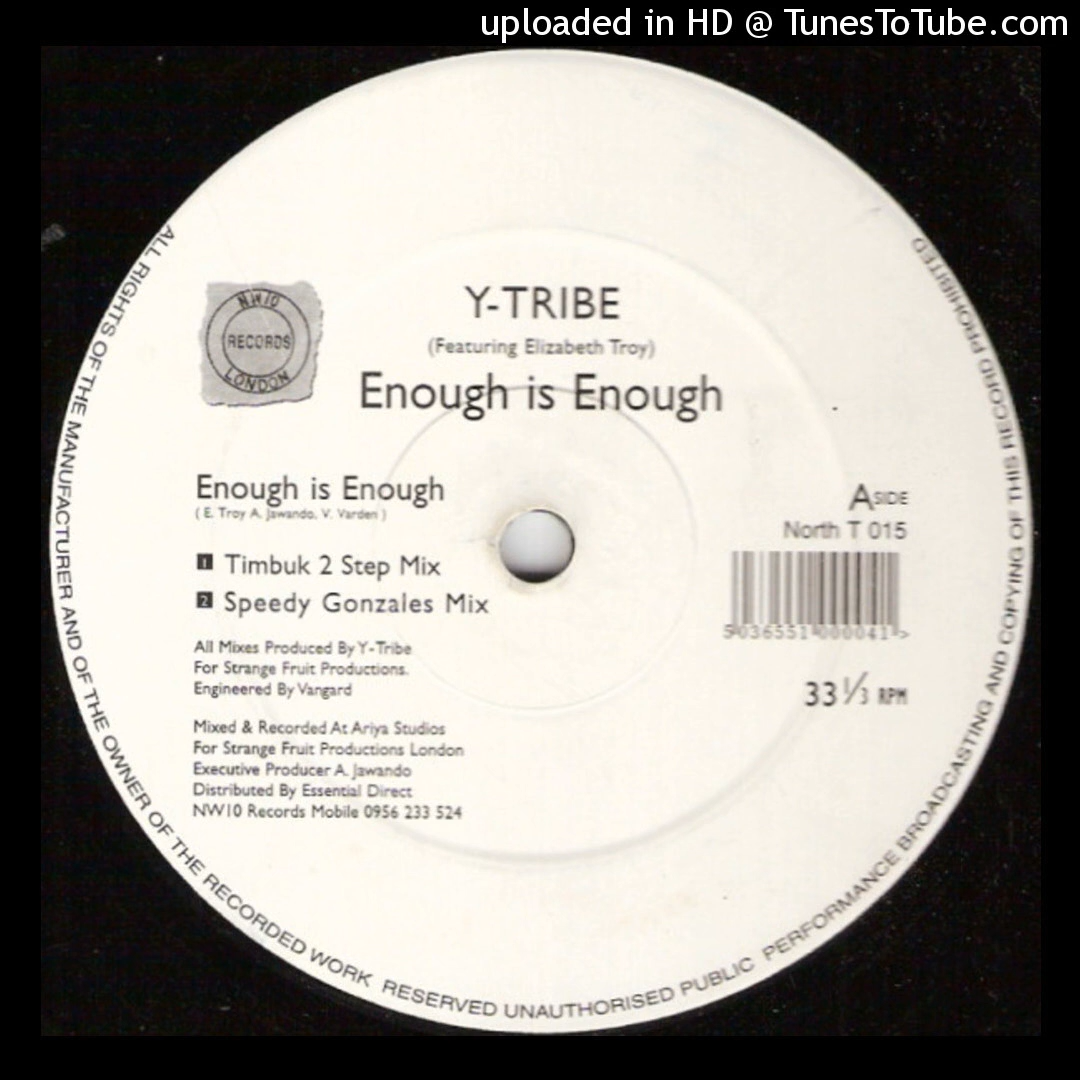 uploaded in HD @ TunesToTube.com
NW10
RECORDS
LONDON
Y-TRIBE
(Featuring Elizabeth Troy)
Enough is Enough
Enough is Enough
( E. Troy A. Jawando. V. Varden )
1 Timbuk 2 Step Mix
2 Speedy Gonzales Mix
A SIDE
North T 015
5 036551 000041 >
33 1/3 RPM
All Mixes Produced By Y-Tribe
For Strange Fruit Productions.
Engineered By Vangard
Mixed & Recorded At Ariya Studios
For Strange Fruit Productions London
Executive Producer A. Jawando
Distributed By Essential Direct
NW10 Records Mobile 0956 233 524
ALL RIGHTS OF THE MANUFACTURER AND OF THE OWNER OF THE RECORDED WORK RESERVED UNAUTHORISED PUBLIC PERFORMANCE BROADCASTING AND COPYING OF THIS RECORD PROHIBITED